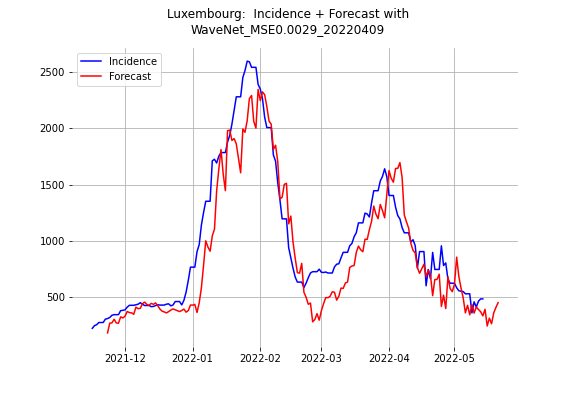 Luxembourg:  Incidence + Forecast with
WaveNet_MSE0.0029_20220409
Incidence
Forecast
2500
2000
1500
1000
500
2021-12
2022-01
2022-02
2022-03
2022-04
2022-05